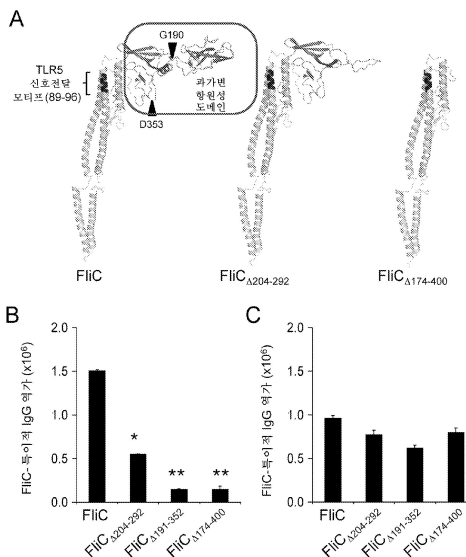 A
G190
TLR5
신호전달
모티프(89-96)
과가변
항원성
도메인
D353
FliC
FliCΔ204-292
FliCΔ174-400
B
FliC-특이적 IgG 역가 (x10⁶)
2.0
1.5
1.0
0.5
0.0
*
**
**
FliC
FliCΔ204-292
FliCΔ191-352
FliCΔ174-400
C
FliC-특이적 IgG 역가 (x10⁶)
2.0
1.5
1.0
0.5
0.0
FliC
FliCΔ204-292
FliCΔ191-352
FliCΔ174-400